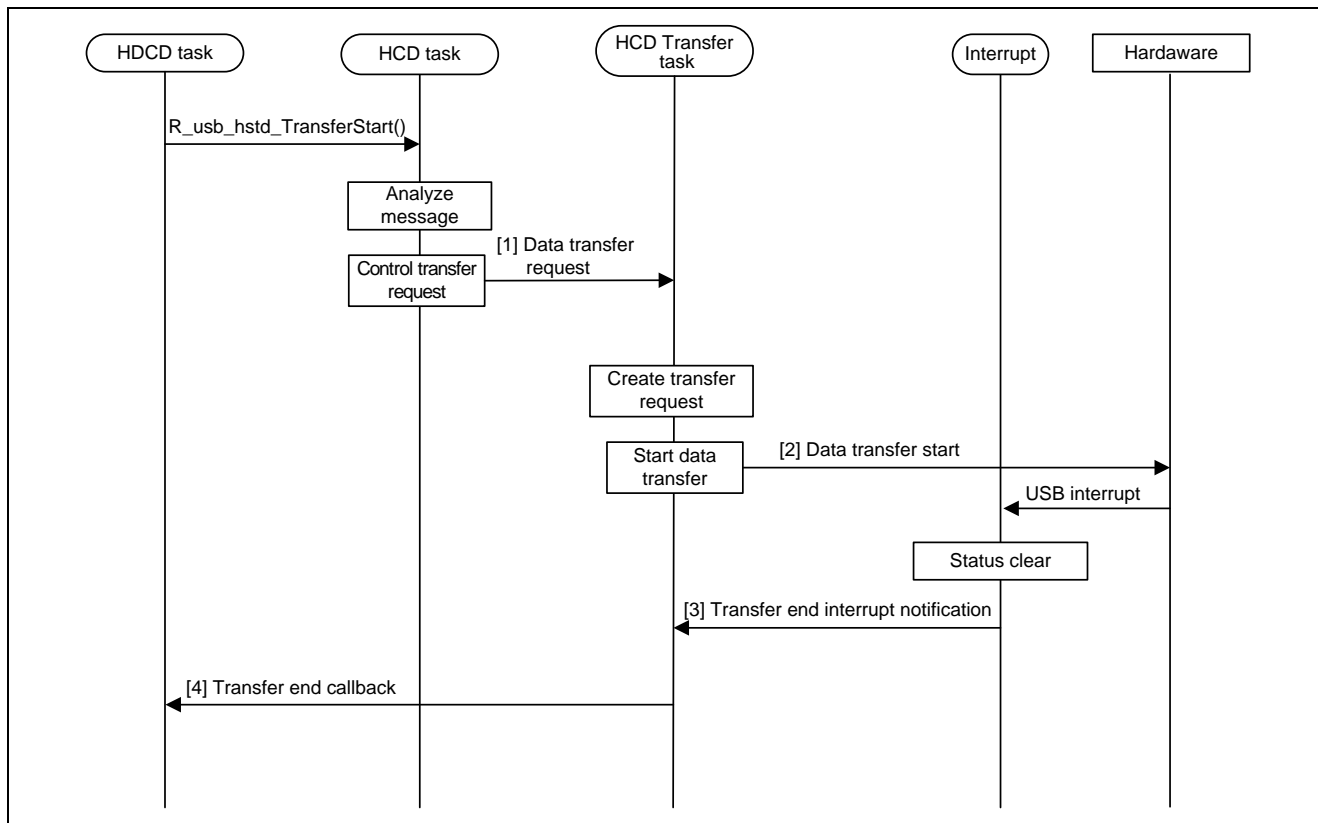 HDCD task
HCD task
HCD Transfer
task
Interrupt
Hardaware
R_usb_hstd_TransferStart()
Analyze
message
[1] Data transfer
request
Control transfer
request
Create transfer
request
Start data
transfer
[2] Data transfer start
USB interrupt
Status clear
[3] Transfer end interrupt notification
[4] Transfer end callback